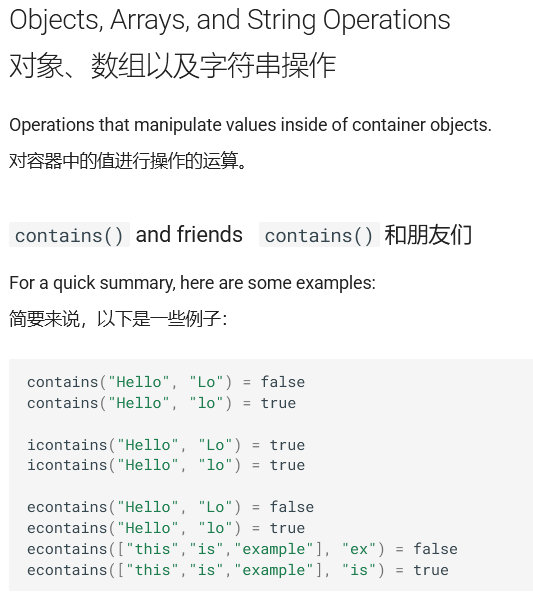 Objects, Arrays, and String Operations
对象、数组以及字符串操作
Operations that manipulate values inside of container objects.
对容器中的值进行操作的运算。
contains() and friends contains() 和朋友们
For a quick summary, here are some examples:
简要来说，以下是一些例子：
contains("Hello", "Lo") = false
contains("Hello", "lo") = true
icontains("Hello", "Lo") = true
icontains("Hello", "lo") = true
econtains("Hello", "Lo") = false
econtains("Hello", "lo") = true
econtains(["this","is","example"], "ex") = false
econtains(["this","is","example"], "is") = true